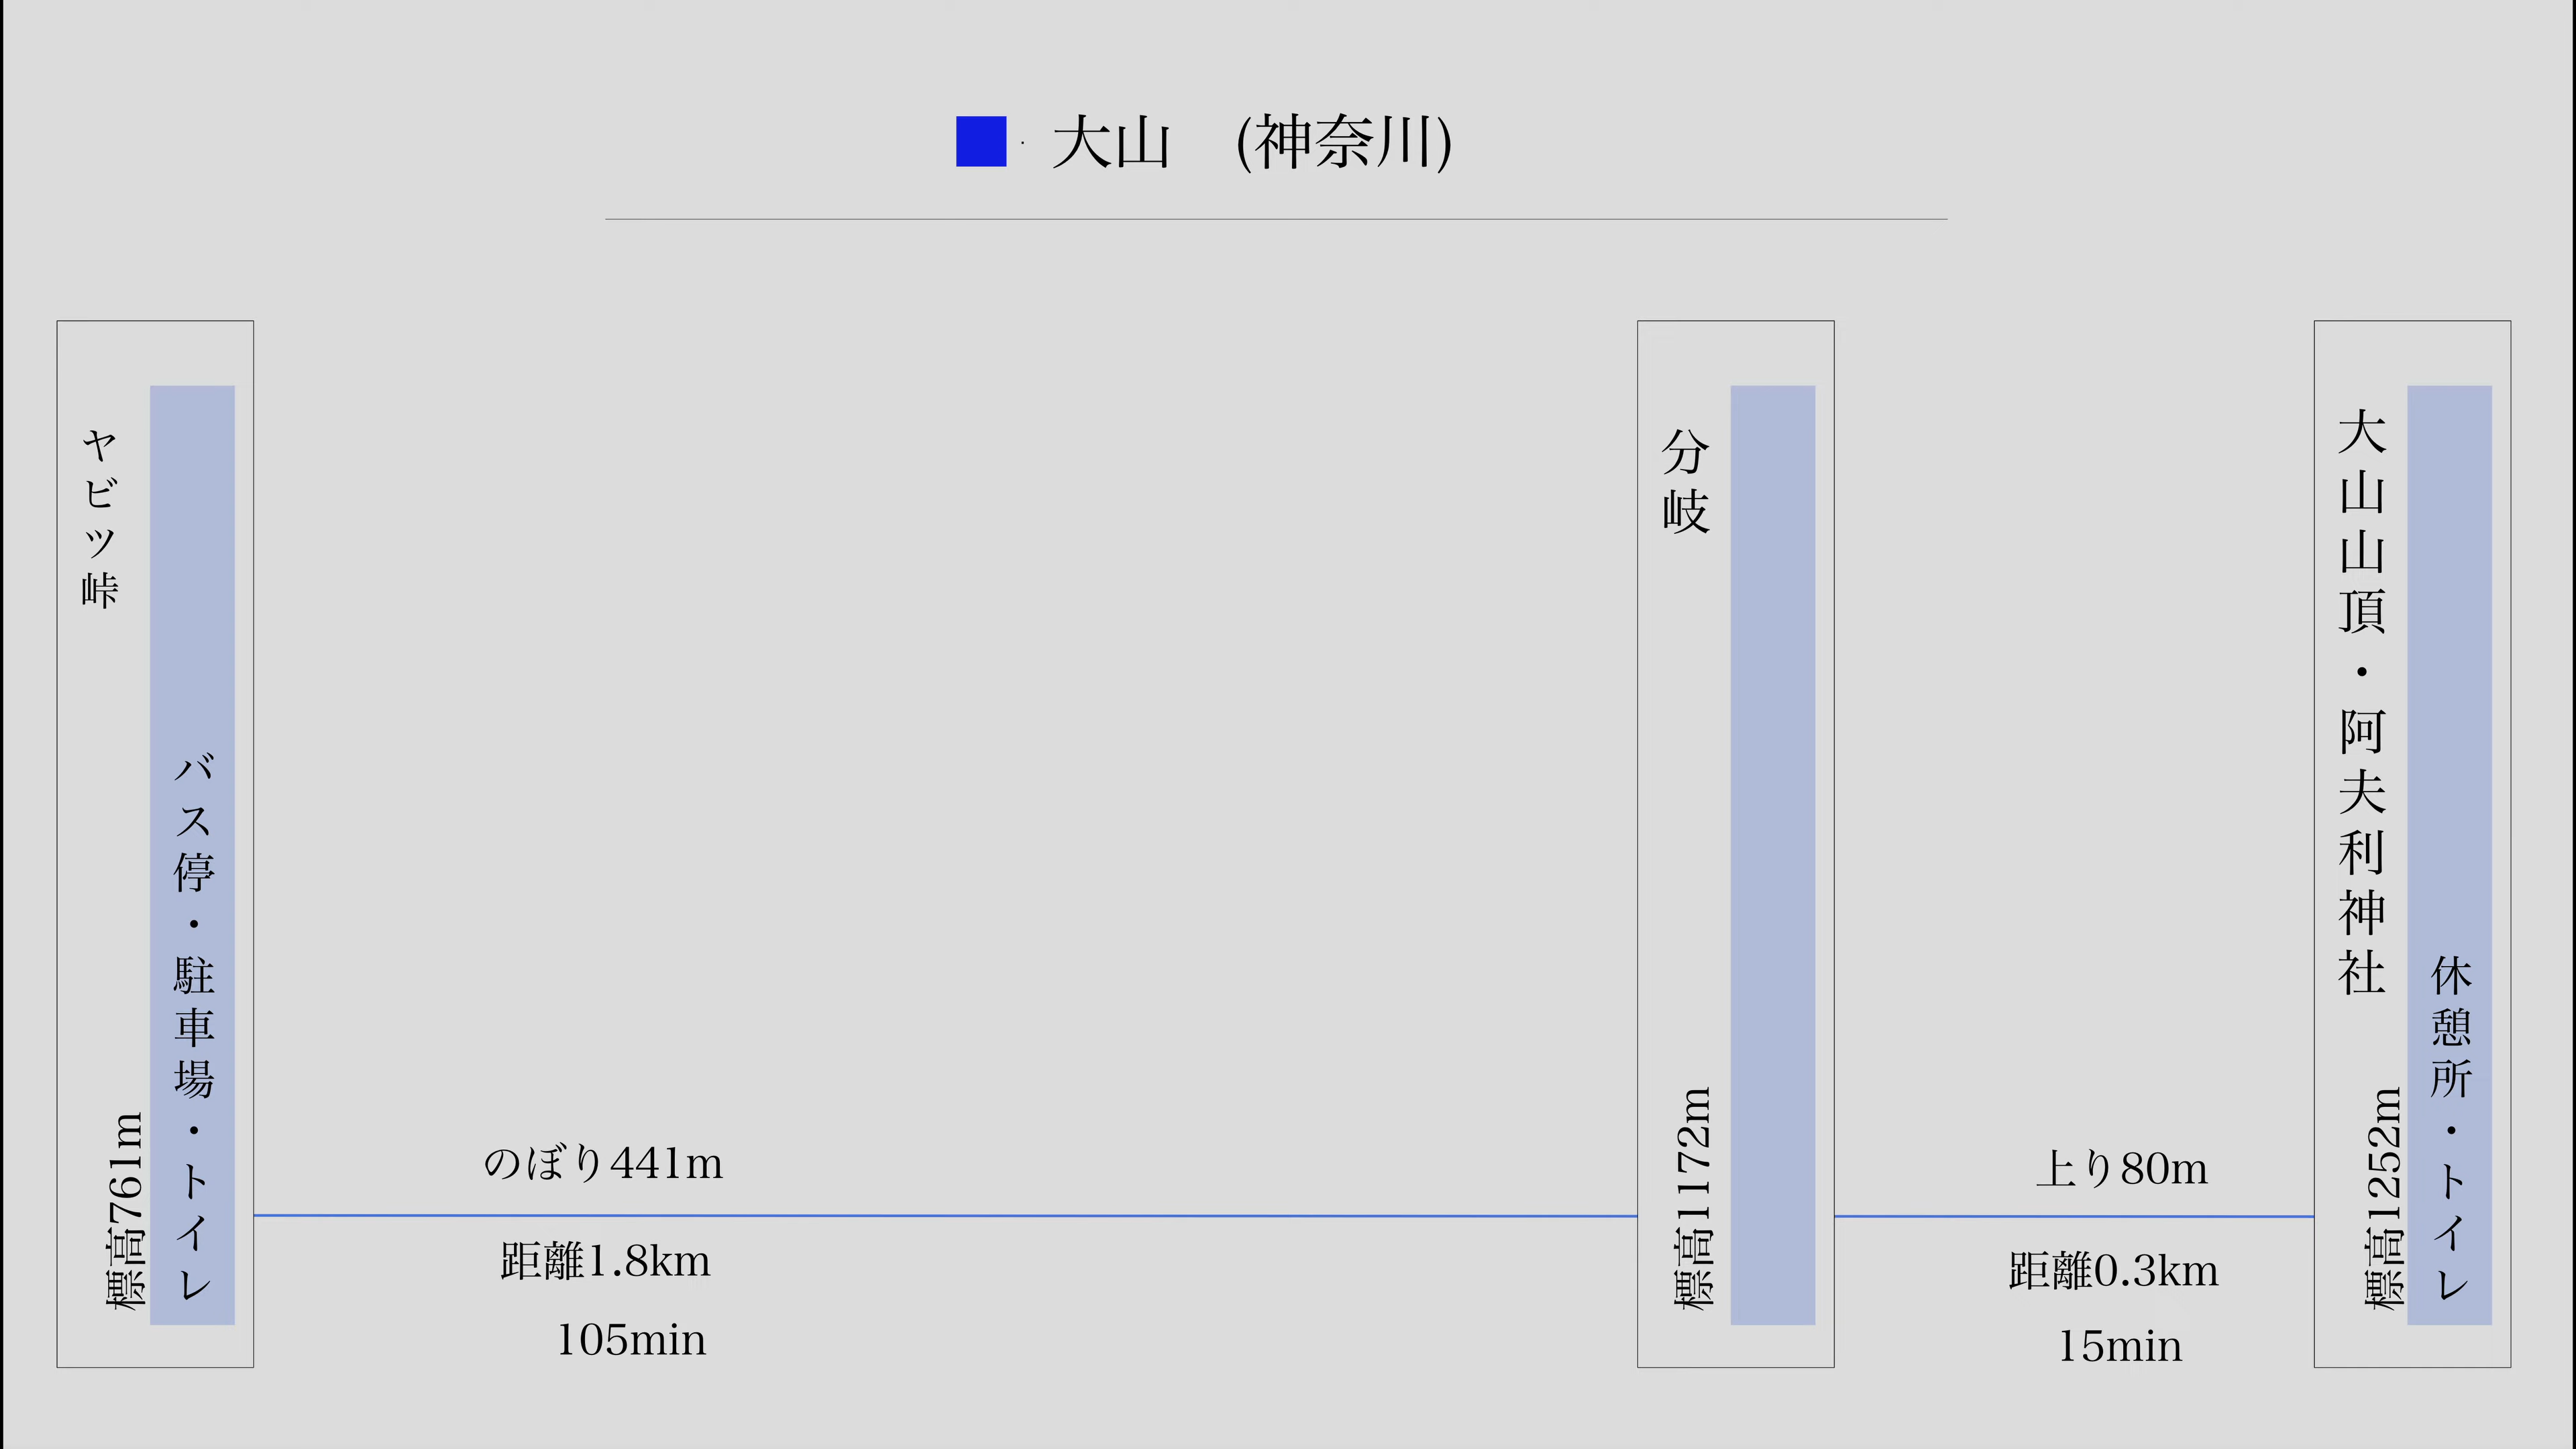 大山　(神奈川)
ヤビツ峠
標高761m
バス停・駐車場・トイレ
のぼり441m
距離1.8km
105min
分岐
標高1172m
上り80m
距離0.3km
15min
大山山頂・阿夫利神社
標高1252m
休憩所・トイレ